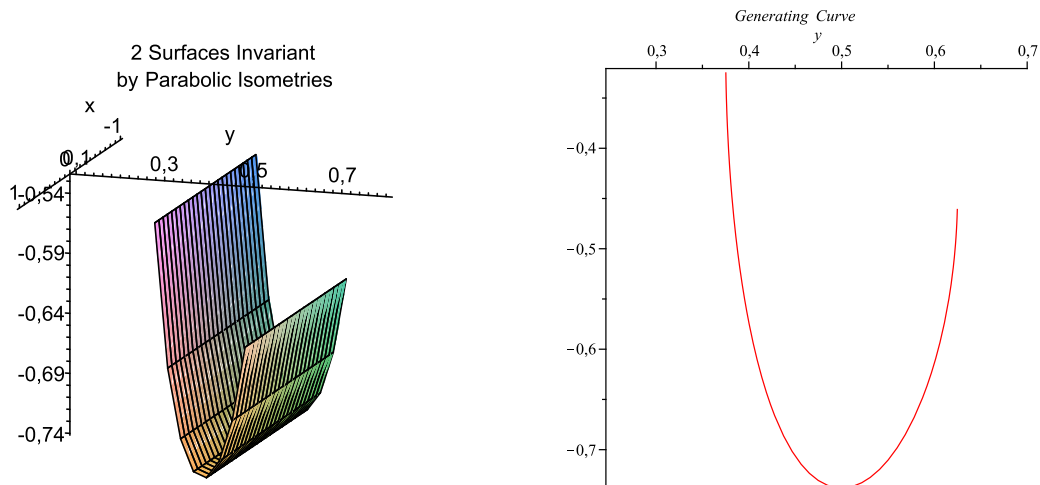 2 Surfaces Invariant
by Parabolic Isometries
x
-1
y
0
0,1
0,3
0,5
0,7
1
-0,54
-0,59
-0,64
-0,69
-0,74
Generating Curve
y
0,3 0,4 0,5 0,6 0,7
−0,4
−0,5
−0,6
−0,7